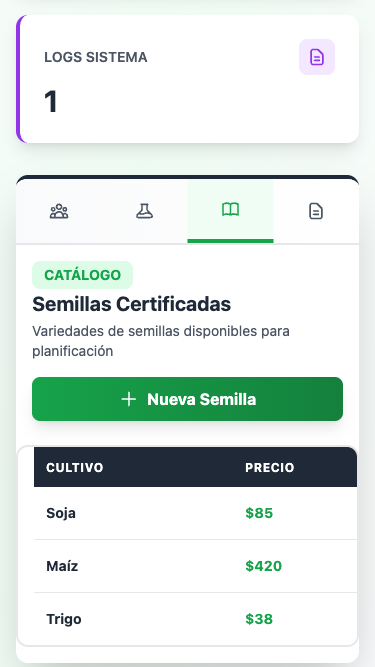 LOGS SISTEMA
1
CATÁLOGO
Semillas Certificadas
Variedades de semillas disponibles para
planificación
Nueva Semilla
CULTIVO PRECIO
Soja $85
Maíz $420
Trigo $38